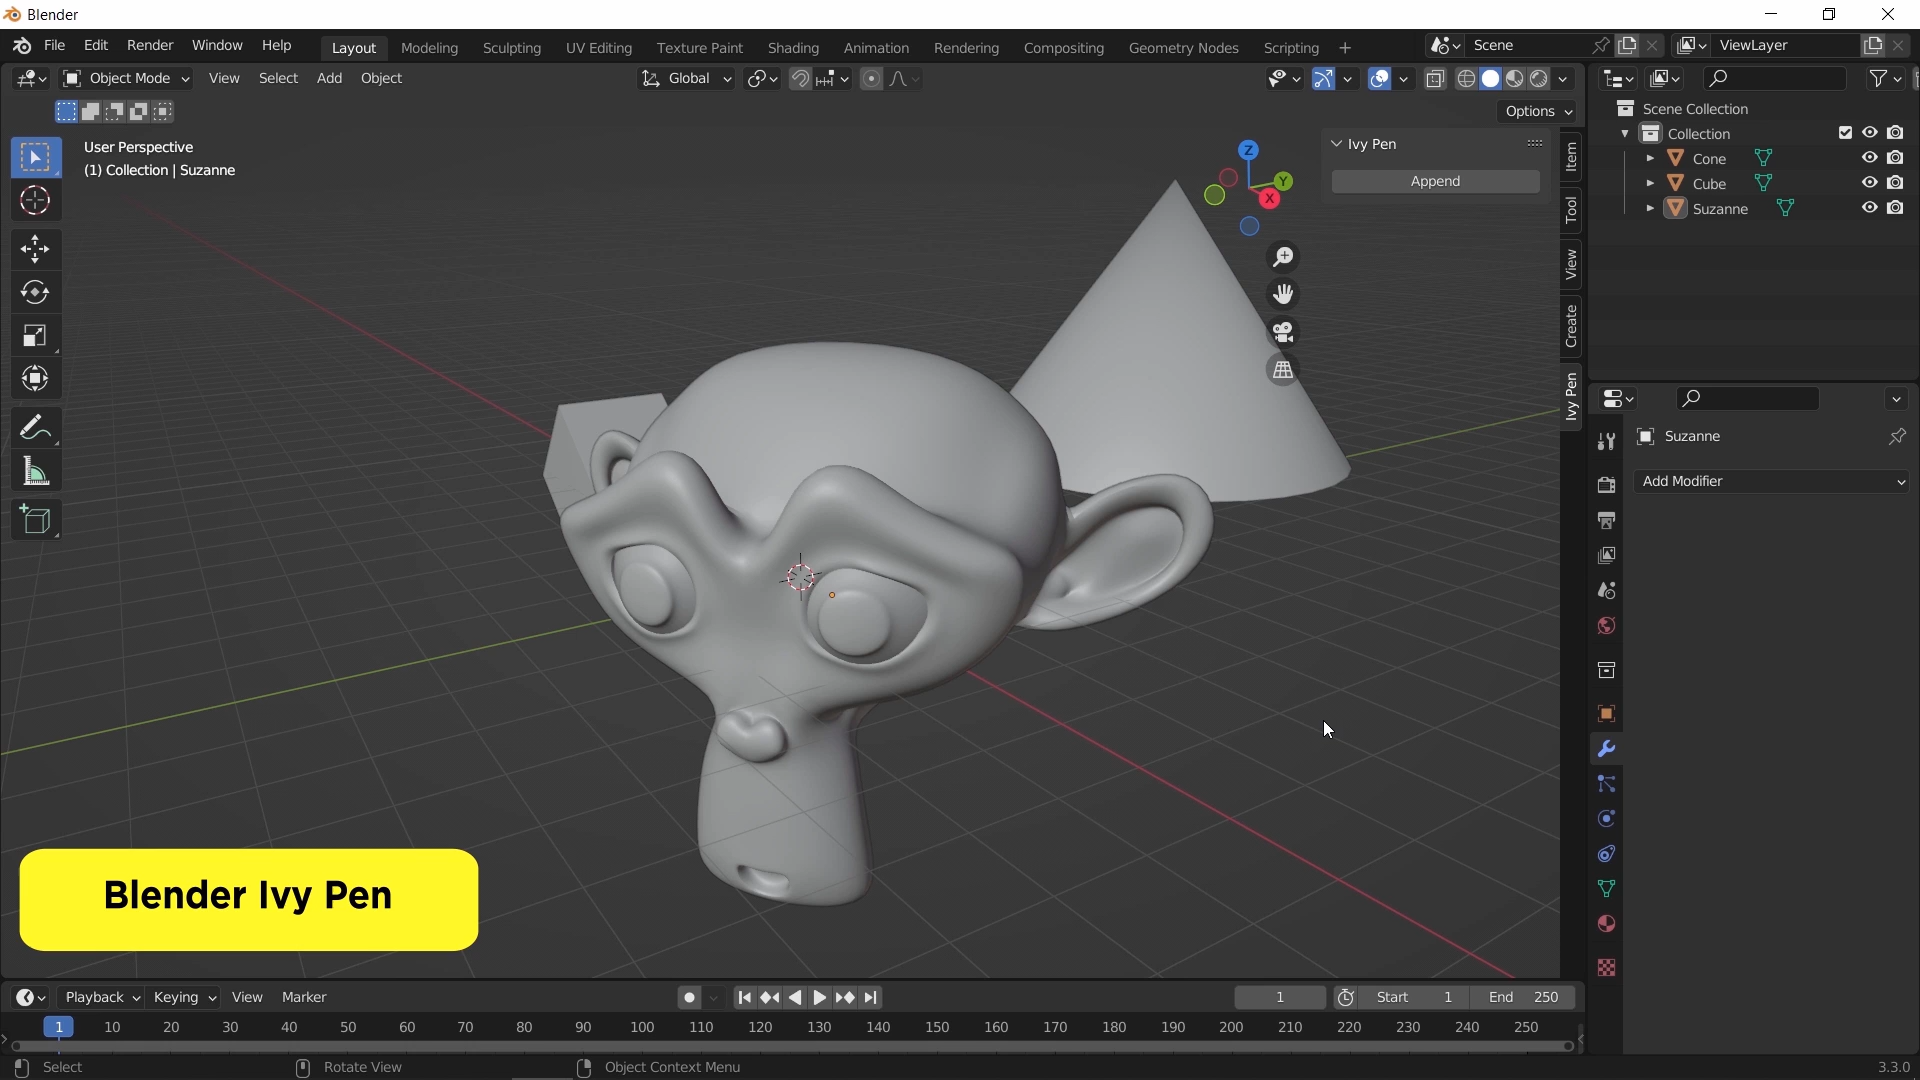 Blender
File Edit Render Window Help Layout Modeling Sculpting UV Editing Texture Paint Shading Animation Rendering Compositing Geometry Nodes Scripting + Scene ViewLayer
Object Mode View Select Add Object Global
Options
User Perspective
(1) Collection | Suzanne
Z
Y
X
Ivy Pen
Append
Item
Tool
View
Create
Ivy Pen
Scene Collection
Collection
Cone
Cube
Suzanne
Suzanne
Add Modifier
Blender Ivy Pen
Playback Keying View Marker 1 Start 1 End 250
1 10 20 30 40 50 60 70 80 90 100 110 120 130 140 150 160 170 180 190 200 210 220 230 240 250
Select Rotate View Object Context Menu 3.3.0